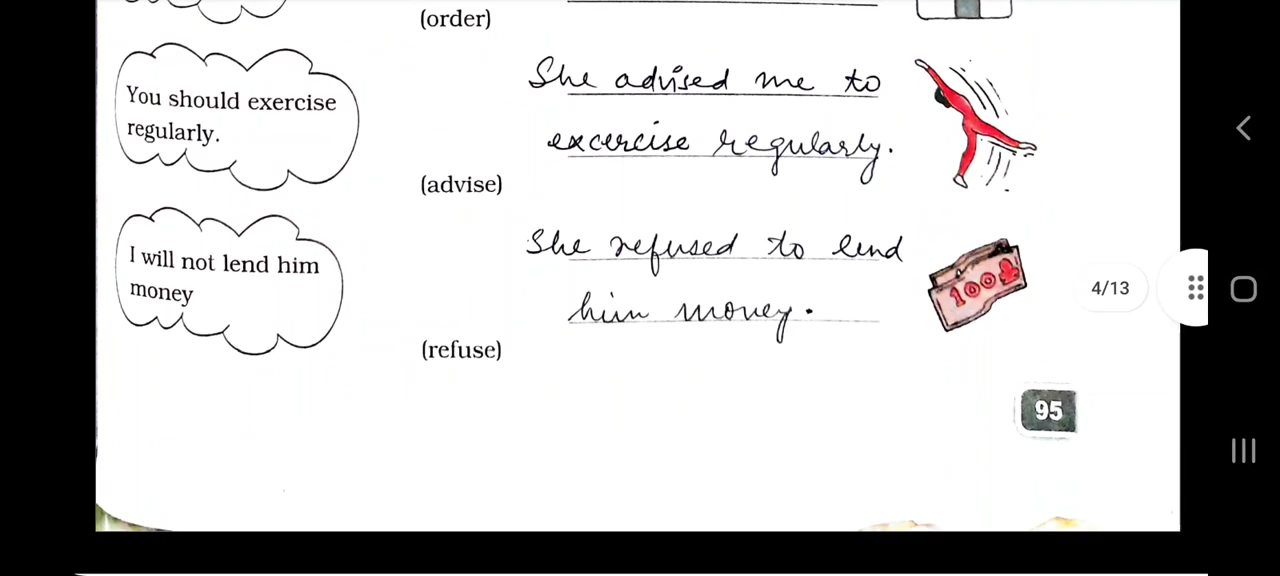 (order)
You should exercise
regularly.
She advised me to
excercise regularly.
(advise)
I will not lend him
money
She refused to lend
him money.
(refuse)
100
4/13
95